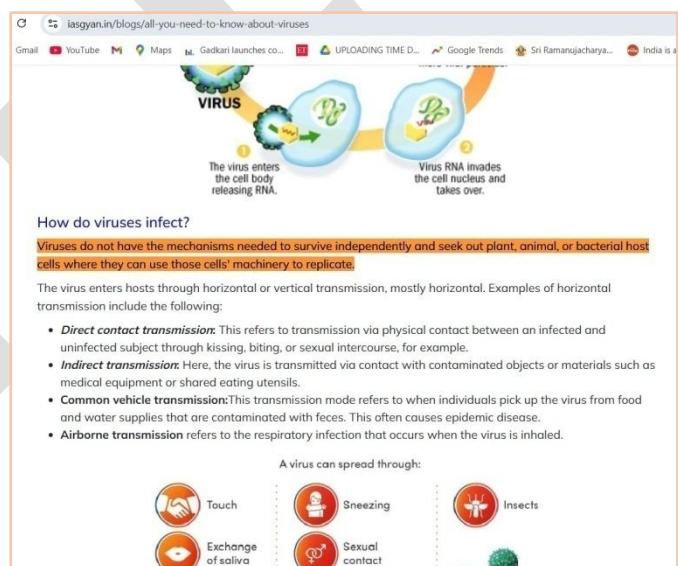 iasgyan.in/blogs/all-you-need-to-know-about-viruses
Gmail YouTube Maps Gadkari launches co... ET UPLOADING TIME D... Google Trends Sri Ramanujacharya... India is a
VIRUS
1
The virus enters
the cell body
releasing RNA.
2
Virus RNA invades
the cell nucleus and
takes over.
How do viruses infect?
Viruses do not have the mechanisms needed to survive independently and seek out plant, animal, or bacterial host
cells where they can use those cells' machinery to replicate.
The virus enters hosts through horizontal or vertical transmission, mostly horizontal. Examples of horizontal
transmission include the following:
• Direct contact transmission: This refers to transmission via physical contact between an infected and
uninfected subject through kissing, biting, or sexual intercourse, for example.
• Indirect transmission: Here, the virus is transmitted via contact with contaminated objects or materials such as
medical equipment or shared eating utensils.
• Common vehicle transmission:This transmission mode refers to when individuals pick up the virus from food
and water supplies that are contaminated with feces. This often causes epidemic disease.
• Airborne transmission refers to the respiratory infection that occurs when the virus is inhaled.
A virus can spread through:
Touch
Sneezing
Insects
Exchange
of saliva
Sexual
contact